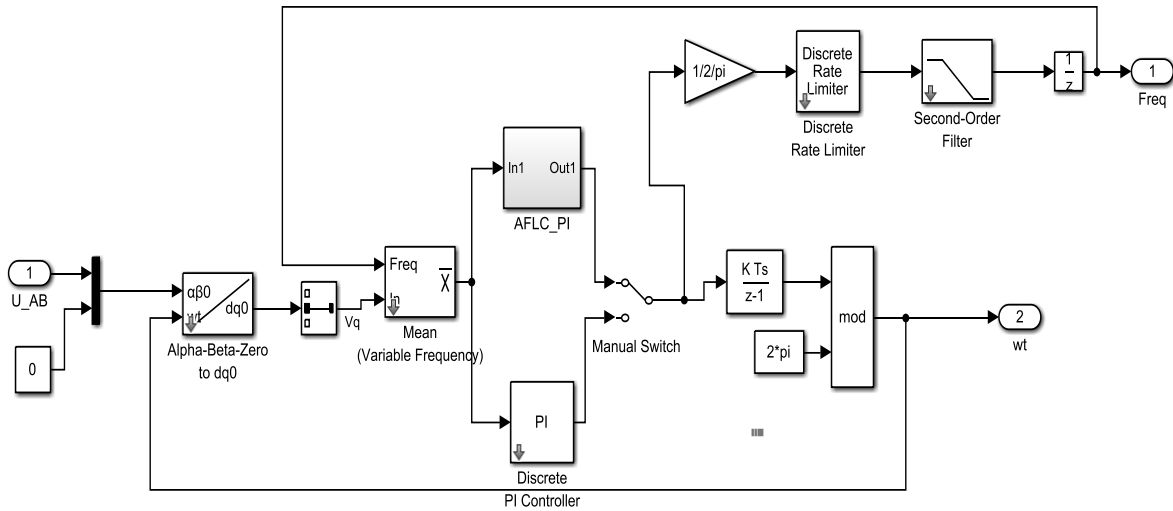 1/2/pi
Discrete
Rate
Limiter
Discrete
Rate Limiter
Second-Order
Filter
1
z
1
Freq
In1
Out1
AFLC_PI
1
U_AB
0
αβ0
wt
dq0
Alpha-Beta-Zero
to dq0
Vq
Freq
In
X
Mean
(Variable Frequency)
Manual Switch
K Ts
z-1
2*pi
mod
2
wt
PI
Discrete
PI Controller